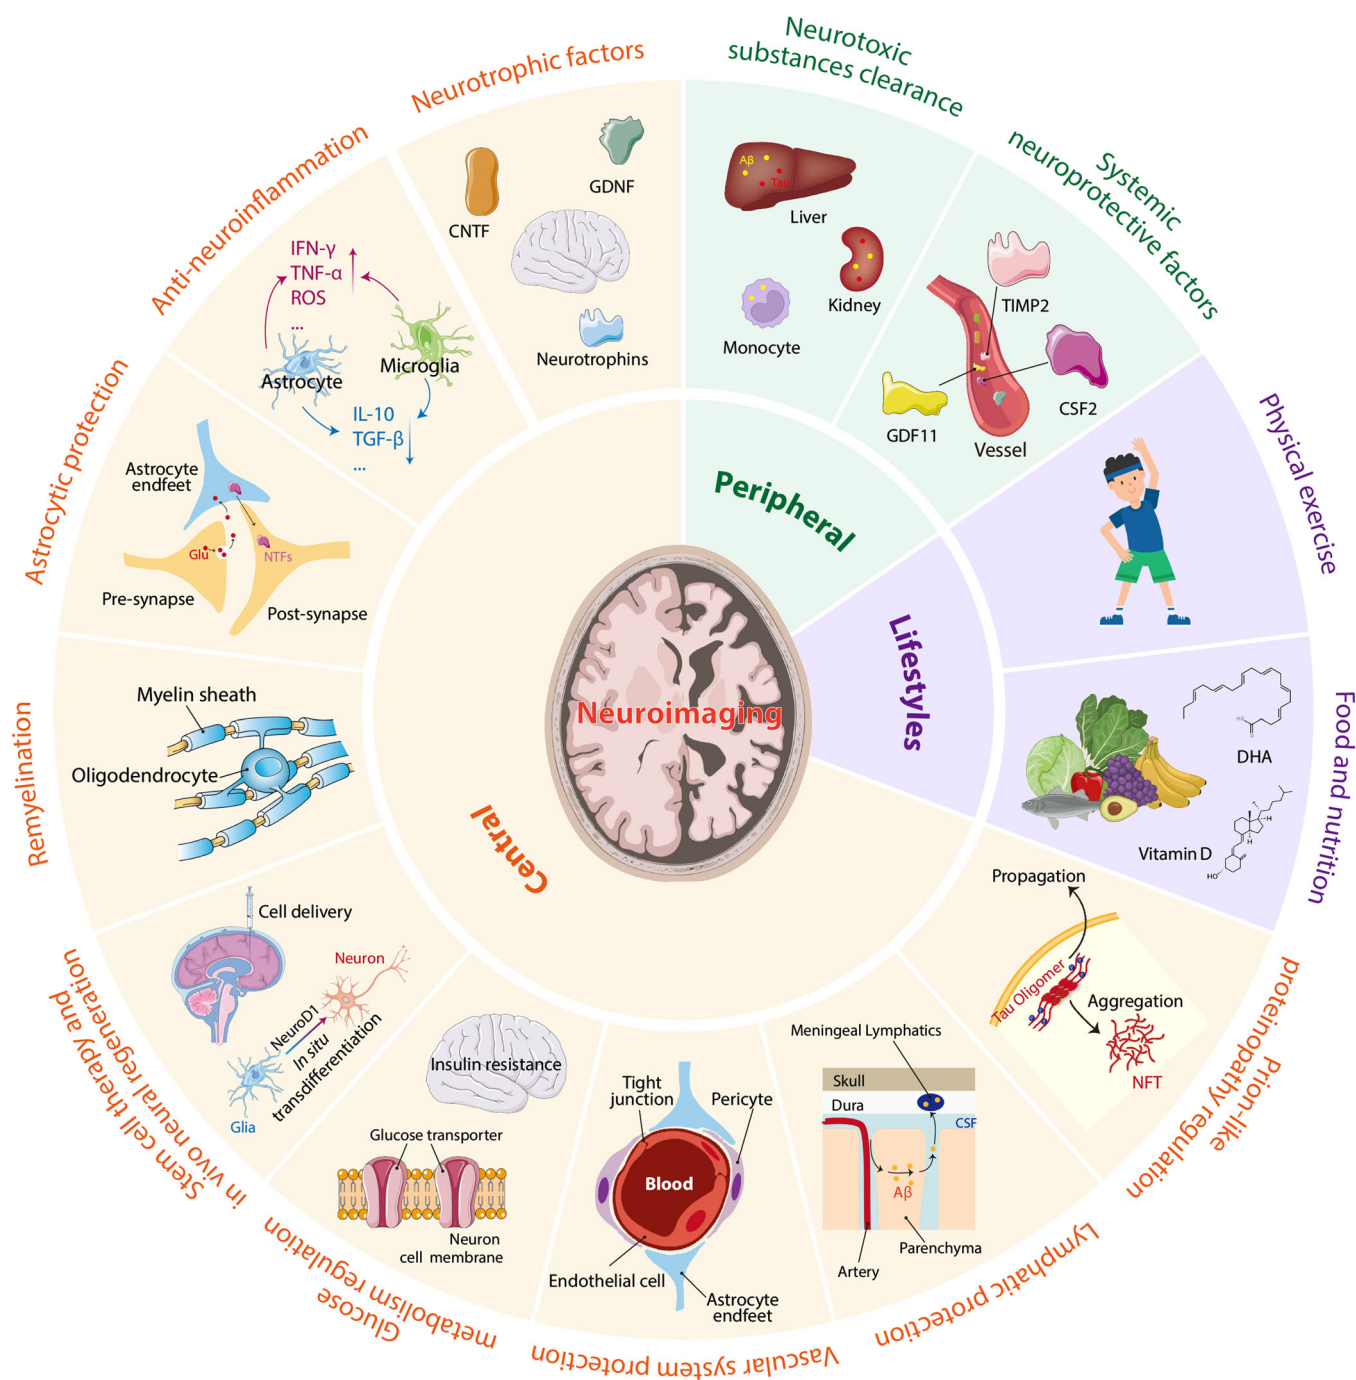 Neurotoxic
substances clearance
Aβ
Tau
Liver
Kidney
Monocyte
Systemic
neuroprotective factors
TIMP2
CSF2
GDF11
Vessel
Physical exercise
Food and nutrition
DHA
HO
O
Vitamin D
H
H
HO
Prion-like
proteinopathy regulation
Propagation
Tau Oligomer
Aggregation
NFT
Lymphatic protection
Meningeal Lymphatics
Skull
Dura
CSF
Aβ
Parenchyma
Artery
Vascular system protection
Tight
junction
Pericyte
Blood
Endothelial cell
Astrocyte
endfeet
Glucose
metabolism regulation
Insulin resistance
Glucose transporter
Neuron
cell membrane
Stem cell therapy and
in vivo neural regeneration
Cell delivery
Neuron
NeuroD1
In situ
transdifferentiation
Glia
Remyelination
Myelin sheath
Oligodendrocyte
Astrocytic protection
Astrocyte
endfeet
Glu
NTFs
Pre-synapse
Post-synapse
Anti-neuroinflammation
IFN-γ
TNF-α
ROS
...
Astrocyte
Microglia
IL-10
TGF-β
...
Neurotrophic factors
CNTF
GDNF
Neurotrophins
Peripheral
Lifestyles
Central
Neuroimaging